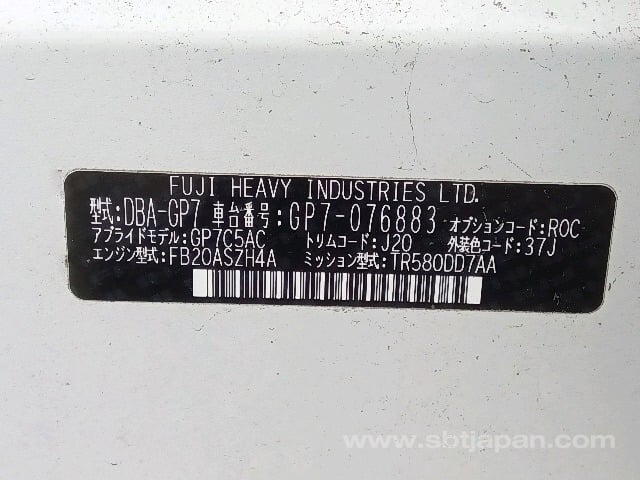 FUJI HEAVY INDUSTRIES LTD.
型式:DBA-GP7 車台番号:GP7-076883 オプションコード:ROC
アプライドモデル:GP7C5AC トリムコード:J20 外装色コード:37J
エンジン型式:FB20ASZH4A ミッション型式:TR580DD7AA
www.sbtjapan.com/